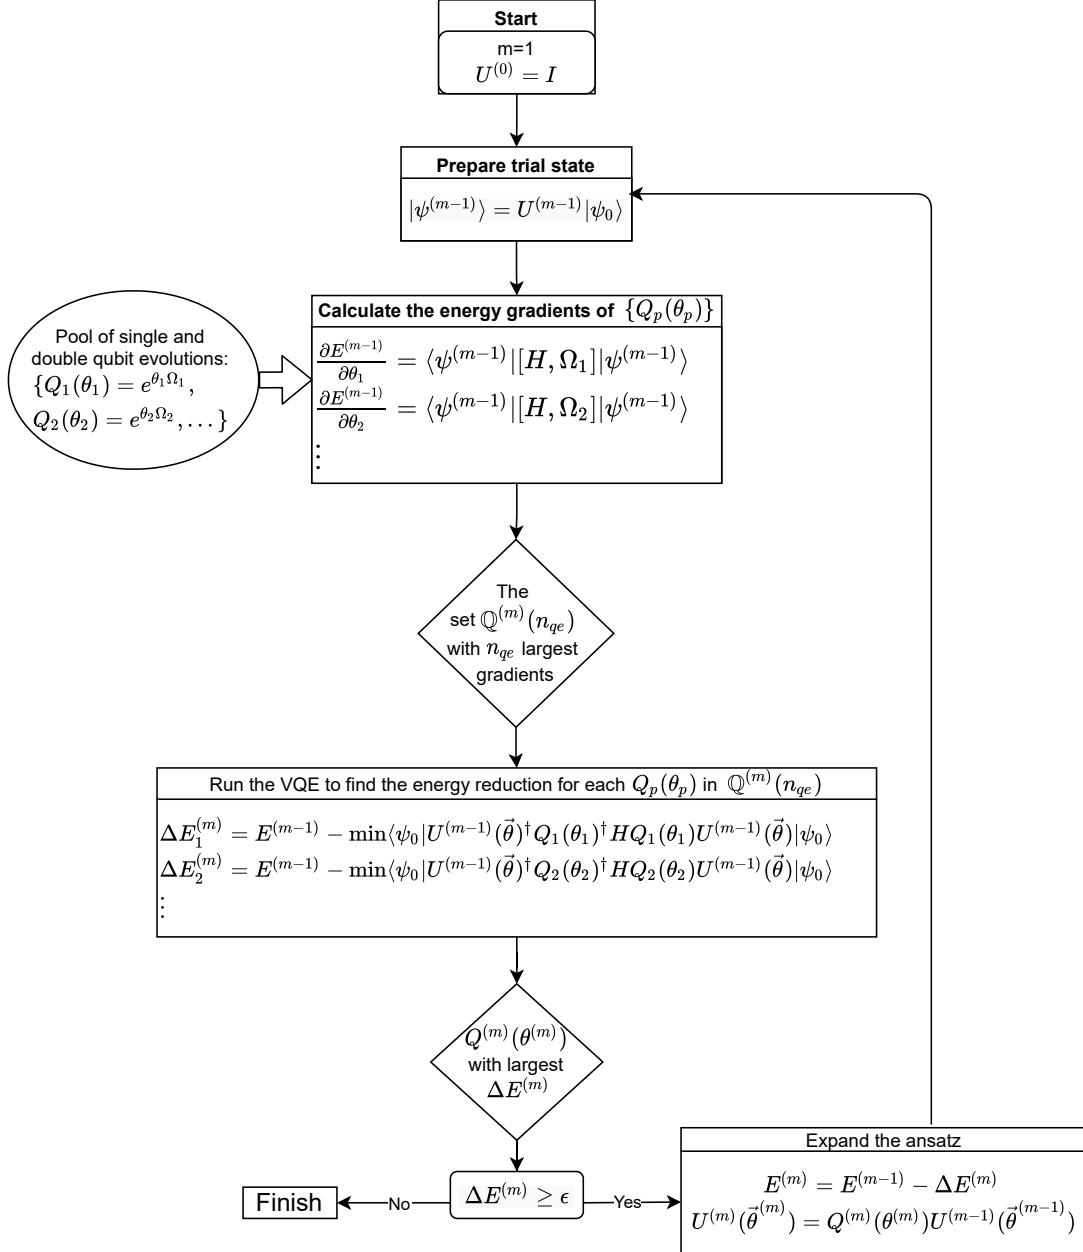 Start
m=1
U^{(0)} = I
Prepare trial state
|ψ^{(m−1)}⟩ = U^{(m−1)}|ψ_0⟩
Calculate the energy gradients of {Q_p(θ_p)}
∂E^{(m−1)}/∂θ_1 = ⟨ψ^{(m−1)}|[H, Ω_1]|ψ^{(m−1)}⟩
∂E^{(m−1)}/∂θ_2 = ⟨ψ^{(m−1)}|[H, Ω_2]|ψ^{(m−1)}⟩
⋮
Pool of single and
double qubit evolutions:
{Q_1(θ_1) = e^{θ_1Ω_1},
Q_2(θ_2) = e^{θ_2Ω_2}, …}
The
set ℚ^{(m)}(n_{qe})
with n_{qe} largest
gradients
Run the VQE to find the energy reduction for each Q_p(θ_p) in ℚ^{(m)}(n_{qe})
ΔE_1^{(m)} = E^{(m−1)} − min⟨ψ_0|U^{(m−1)}(θ⃗)^†Q_1(θ_1)^†HQ_1(θ_1)U^{(m−1)}(θ⃗)|ψ_0⟩
ΔE_2^{(m)} = E^{(m−1)} − min⟨ψ_0|U^{(m−1)}(θ⃗)^†Q_2(θ_2)^†HQ_2(θ_2)U^{(m−1)}(θ⃗)|ψ_0⟩
⋮
Q^{(m)}(θ^{(m)})
with largest
ΔE^{(m)}
ΔE^{(m)} ≥ ϵ
No
Finish
Yes
Expand the ansatz
E^{(m)} = E^{(m−1)} − ΔE^{(m)}
U^{(m)}(θ⃗^{(m)}) = Q^{(m)}(θ^{(m)})U^{(m−1)}(θ⃗^{(m−1)})